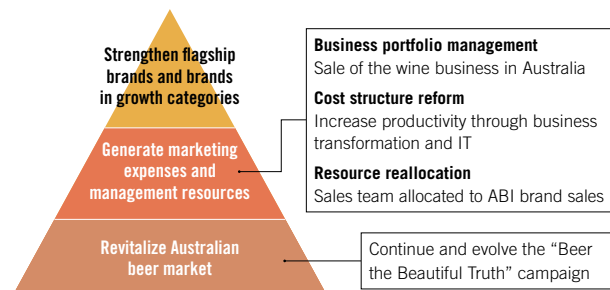 Strengthen flagship
brands and brands
in growth categories
Generate marketing
expenses and
management resources
Revitalize Australian
beer market
Business portfolio management
Sale of the wine business in Australia
Cost structure reform
Increase productivity through business
transformation and IT
Resource reallocation
Sales team allocated to ABI brand sales
Continue and evolve the “Beer
the Beautiful Truth” campaign